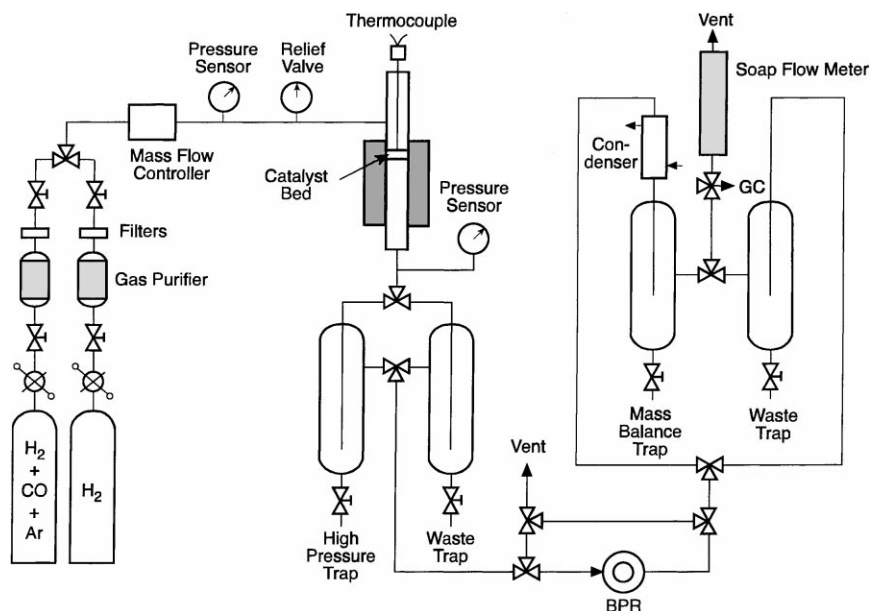 Thermocouple
Pressure
Sensor
Relief
Valve
Mass Flow
Controller
Catalyst
Bed
Pressure
Sensor
Filters
Gas Purifier
H2
+
CO
+
Ar
H2
High
Pressure
Trap
Waste
Trap
Vent
Soap Flow Meter
Con-
denser
GC
Mass
Balance
Trap
Waste
Trap
Vent
BPR